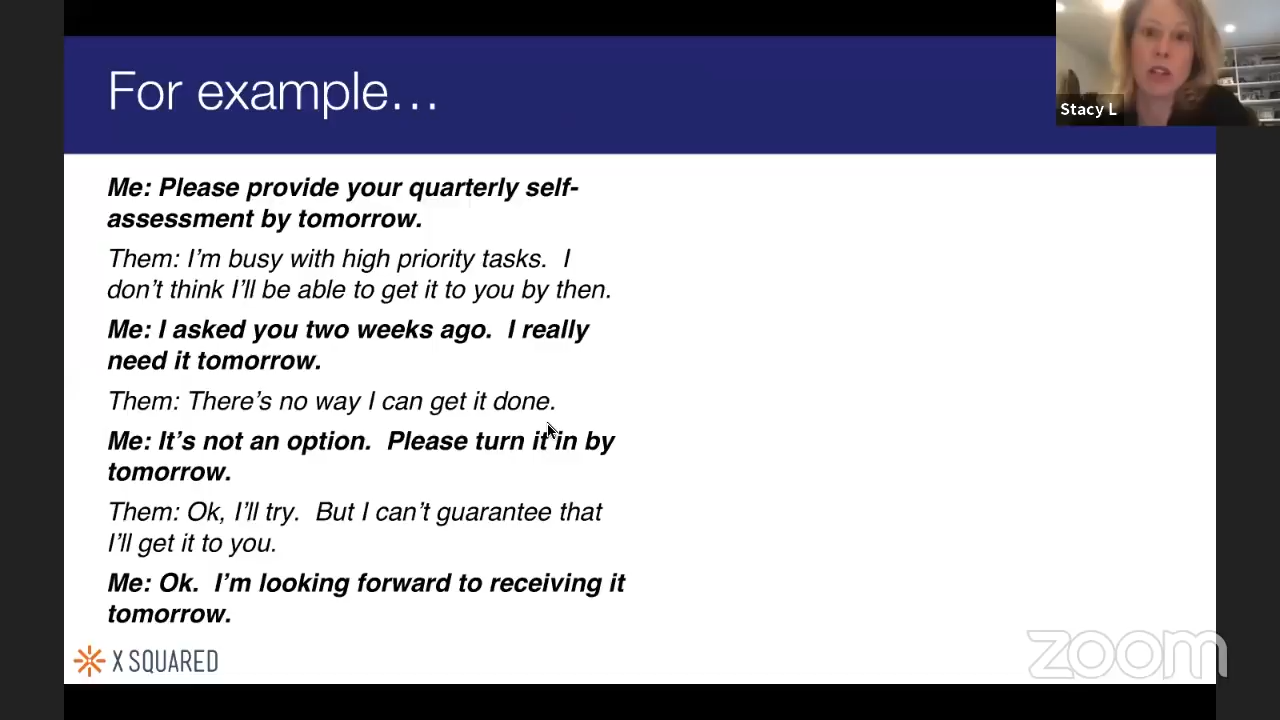 For example…
Stacy L
Me: Please provide your quarterly self-
assessment by tomorrow.
Them: I’m busy with high priority tasks.  I
don’t think I’ll be able to get it to you by then.
Me: I asked you two weeks ago.  I really
need it tomorrow.
Them: There’s no way I can get it done.
Me: It’s not an option.  Please turn it in by
tomorrow.
Them: Ok, I’ll try.  But I can’t guarantee that
I’ll get it to you.
Me: Ok.  I’m looking forward to receiving it
tomorrow.
X SQUARED
zoom